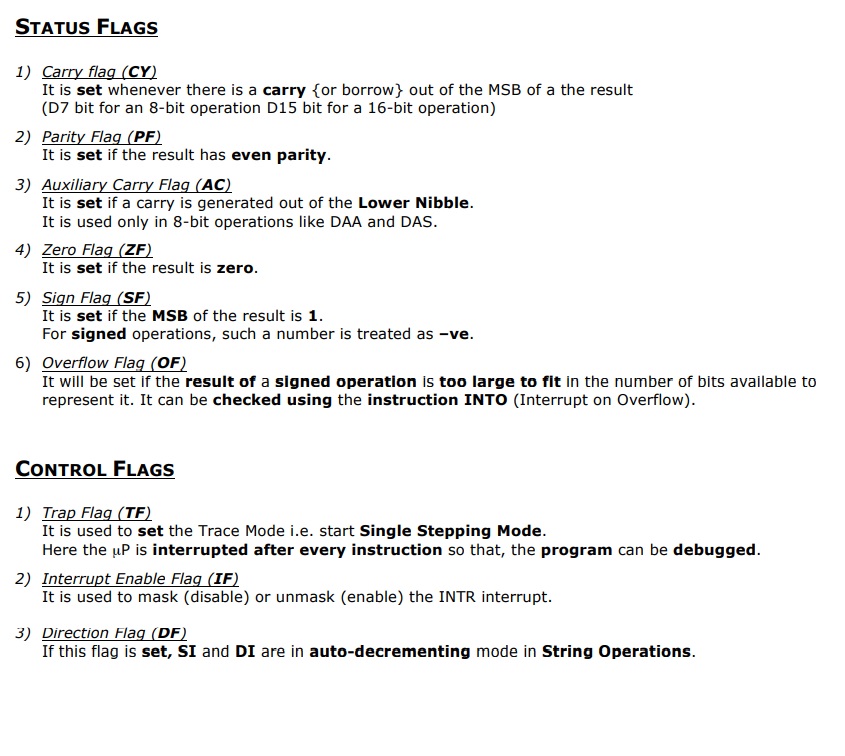 STATUS FLAGS
1) Carry flag (CY)
It is set whenever there is a carry {or borrow} out of the MSB of a the result
(D7 bit for an 8-bit operation D15 bit for a 16-bit operation)
2) Parity Flag (PF)
It is set if the result has even parity.
3) Auxiliary Carry Flag (AC)
It is set if a carry is generated out of the Lower Nibble.
It is used only in 8-bit operations like DAA and DAS.
4) Zero Flag (ZF)
It is set if the result is zero.
5) Sign Flag (SF)
It is set if the MSB of the result is 1.
For signed operations, such a number is treated as –ve.
6) Overflow Flag (OF)
It will be set if the result of a signed operation is too large to fit in the number of bits available to
represent it. It can be checked using the instruction INTO (Interrupt on Overflow).
CONTROL FLAGS
1) Trap Flag (TF)
It is used to set the Trace Mode i.e. start Single Stepping Mode.
Here the μP is interrupted after every instruction so that, the program can be debugged.
2) Interrupt Enable Flag (IF)
It is used to mask (disable) or unmask (enable) the INTR interrupt.
3) Direction Flag (DF)
If this flag is set, SI and DI are in auto-decrementing mode in String Operations.